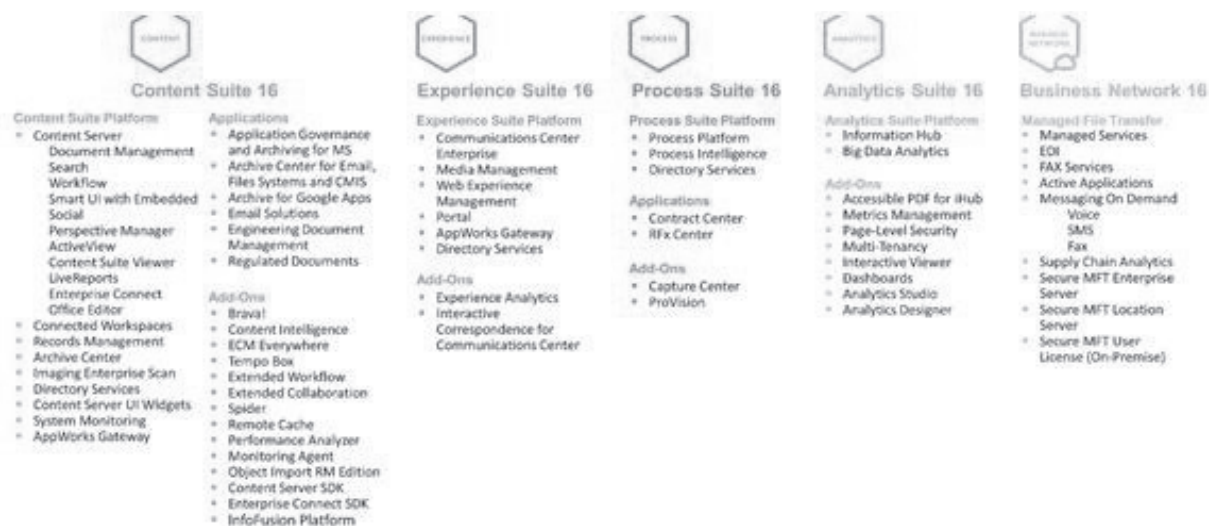 CONTENT
Content Suite 16
Content Suite Platform
Content Server
Document Management
Search
Workflow
Smart UI with Embedded
Social
Perspective Manager
ActiveView
Content Suite Viewer
LiveReports
Enterprise Connect
Office Editor
Connected Workspaces
Records Management
Archive Center
Imaging Enterprise Scan
Directory Services
Content Server UI Widgets
System Monitoring
AppWorks Gateway
Applications
Application Governance
and Archiving for MS
Archive Center for Email,
Files Systems and CMIS
Archive for Google Apps
Email Solutions
Engineering Document
Management
Regulated Documents
Add-Ons
Brava!
Content Intelligence
ECM Everywhere
Tempo Box
Extended Workflow
Extended Collaboration
Spider
Remote Cache
Performance Analyzer
Monitoring Agent
Object Import RM Edition
Content Server SDK
Enterprise Connect SDK
InfoFusion Platform
EXPERIENCE
Experience Suite 16
Experience Suite Platform
Communications Center
Enterprise
Media Management
Web Experience
Management
Portal
AppWorks Gateway
Directory Services
Add-Ons
Experience Analytics
Interactive
Correspondence for
Communications Center
PROCESS
Process Suite 16
Process Suite Platform
Process Platform
Process Intelligence
Directory Services
Applications
Contract Center
RFx Center
Add-Ons
Capture Center
ProVision
ANALYTICS
Analytics Suite 16
Analytics Suite Platform
Information Hub
Big Data Analytics
Add-Ons
Accessible PDF for iHub
Metrics Management
Page-Level Security
Multi-Tenancy
Interactive Viewer
Dashboards
Analytics Studio
Analytics Designer
BUSINESS
NETWORK
Business Network 16
Managed File Transfer
Managed Services
EDI
FAX Services
Active Applications
Messaging On Demand
Voice
SMS
Fax
Supply Chain Analytics
Secure MFT Enterprise
Server
Secure MFT Location
Server
Secure MFT User
License (On-Premise)